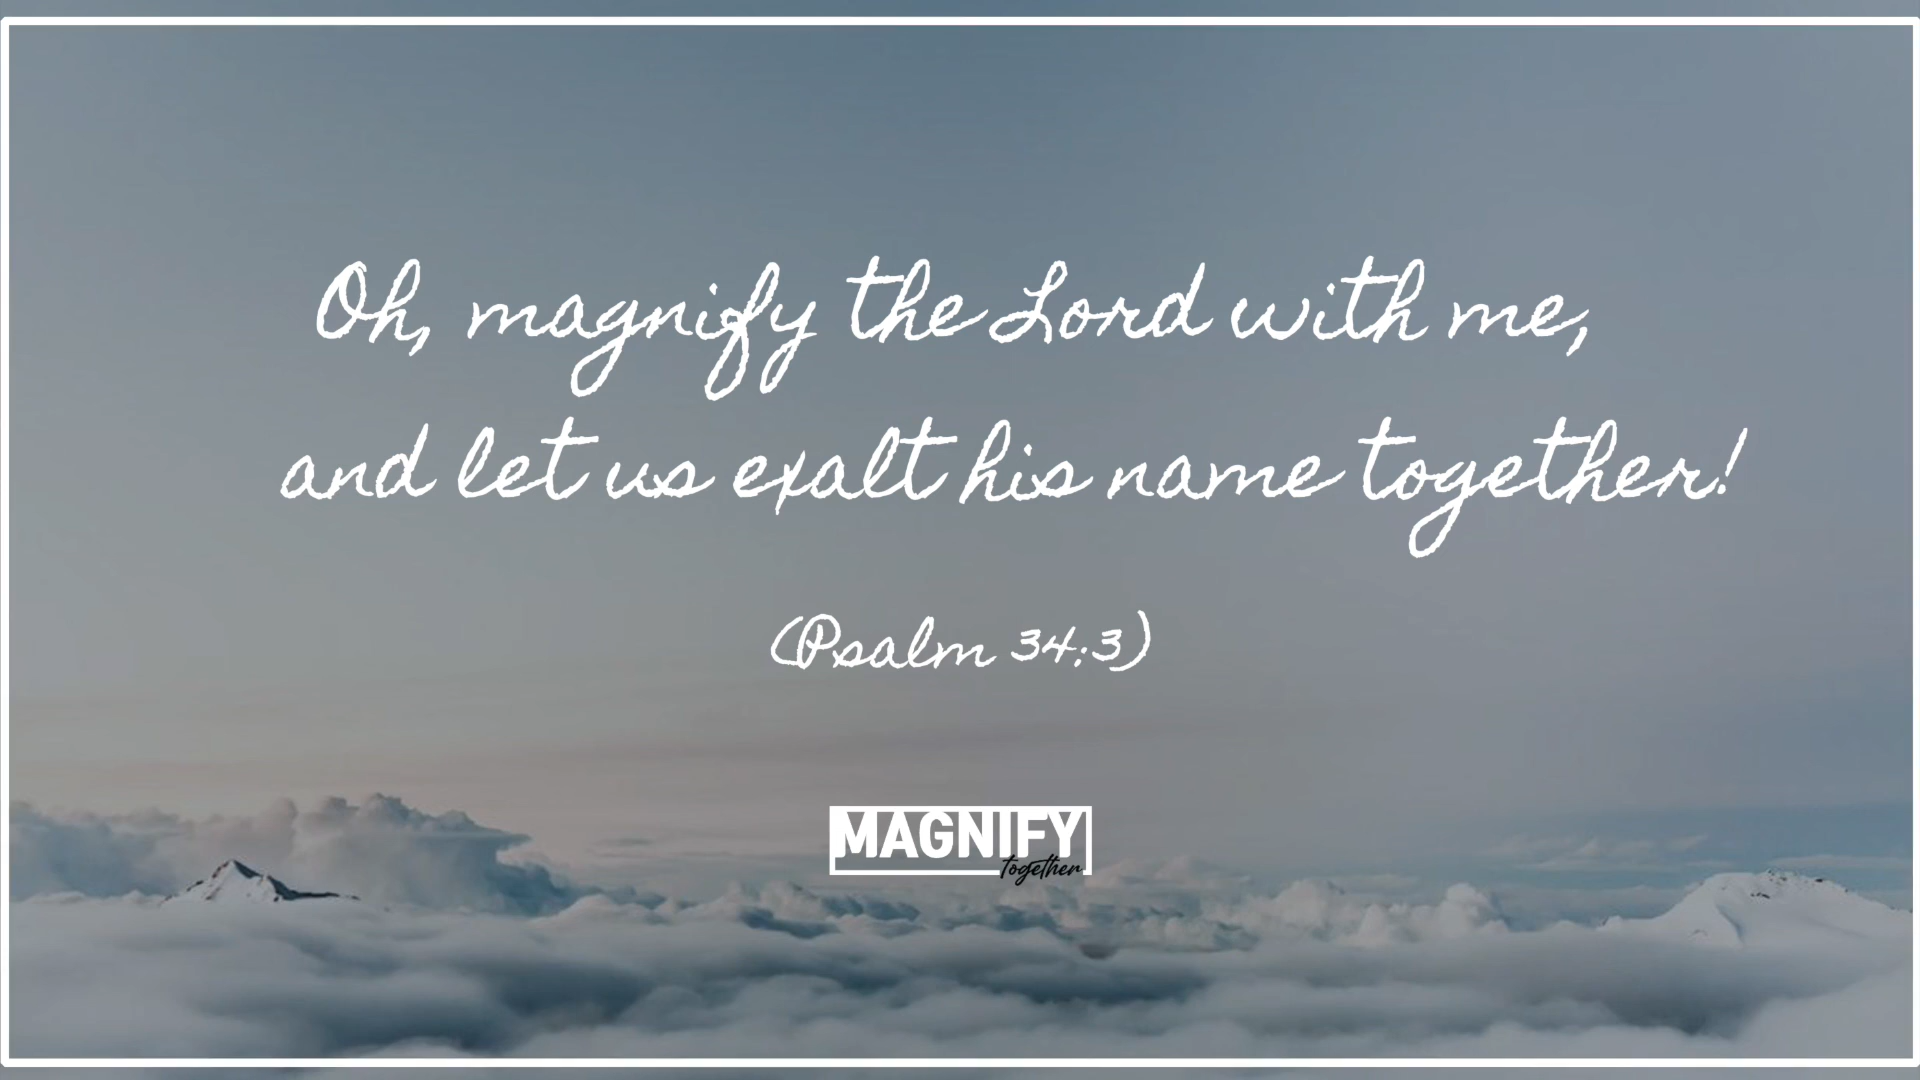 Oh, magnify the Lord with me,
and let us exalt his name together!
(Psalm 34:3)
MAGNIFY
together